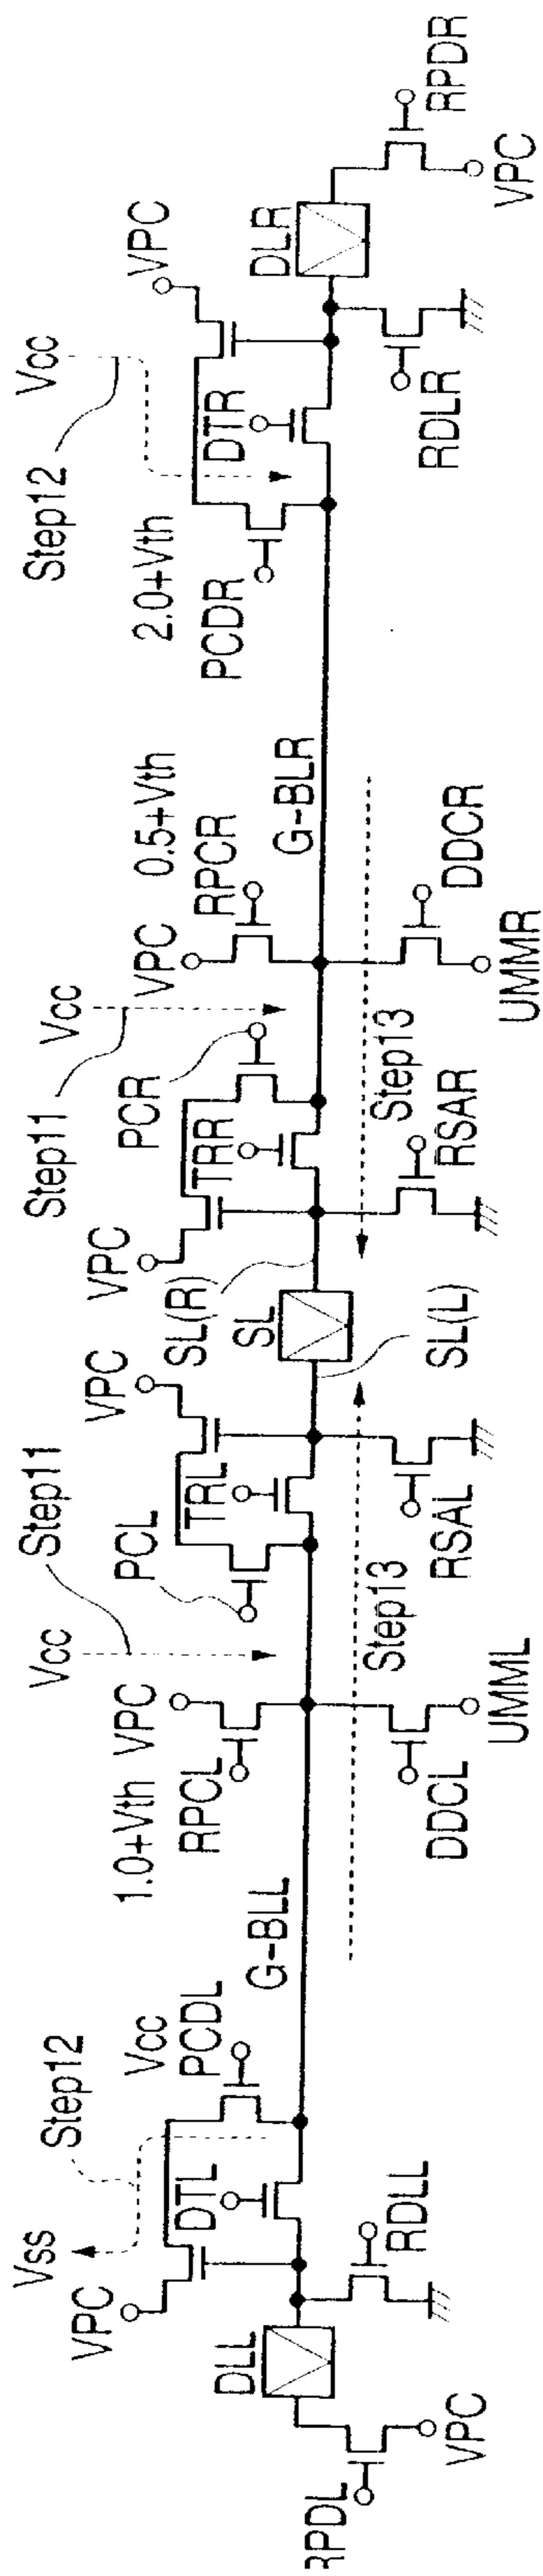 Vss
Step12
VPC
DTL
Vcc
PCDL
DLL
RDLL
RPDL
VPC
G-BLL
1.0+Vth
VPC
RPCL
Vcc
Step11
PCL
TRL
VPC
DDCL
UMML
Step13
RSAL
SL(L)
SL
SL(R)
VPC
Step11
Vcc
PCR
TRR
VPC
0.5+Vth
RPCR
Step13
RSAR
DDCR
UMMR
G-BLR
Step12
Vcc
2.0+Vth
PCDR
DTR
VPC
DLR
RDLR
RPDR
VPC